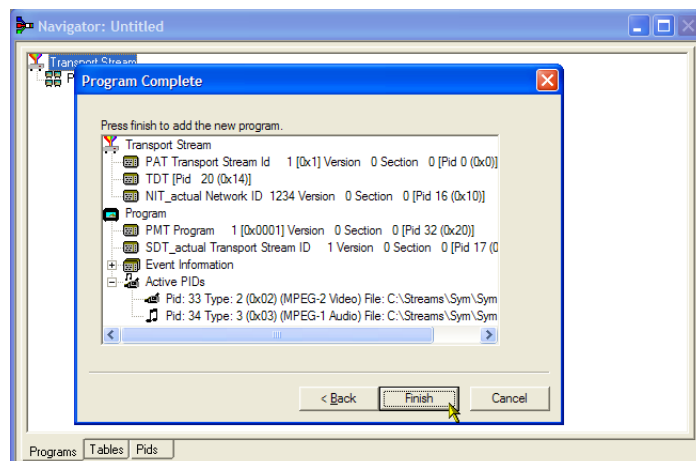 Navigator: Untitled
Transport Stream
P
Program Complete
Press finish to add the new program.
Transport Stream
PAT Transport Stream Id 1 [0x1] Version 0 Section 0 [Pid 0 (0x0)]
TDT [Pid 20 (0x14)]
NIT_actual Network ID 1234 Version 0 Section 0 [Pid 16 (0x10)]
Program
PMT Program 1 [0x0001] Version 0 Section 0 [Pid 32 (0x20)]
SDT_actual Transport Stream ID 1 Version 0 Section 0 [Pid 17 (0
Event Information
Active PIDs
Pid: 33 Type: 2 (0x02) (MPEG-2 Video) File: C:\Streams\Sym\Sym
Pid: 34 Type: 3 (0x03) (MPEG-1 Audio) File: C:\Streams\Sym\Sym
< Back Finish Cancel
Programs Tables Pids